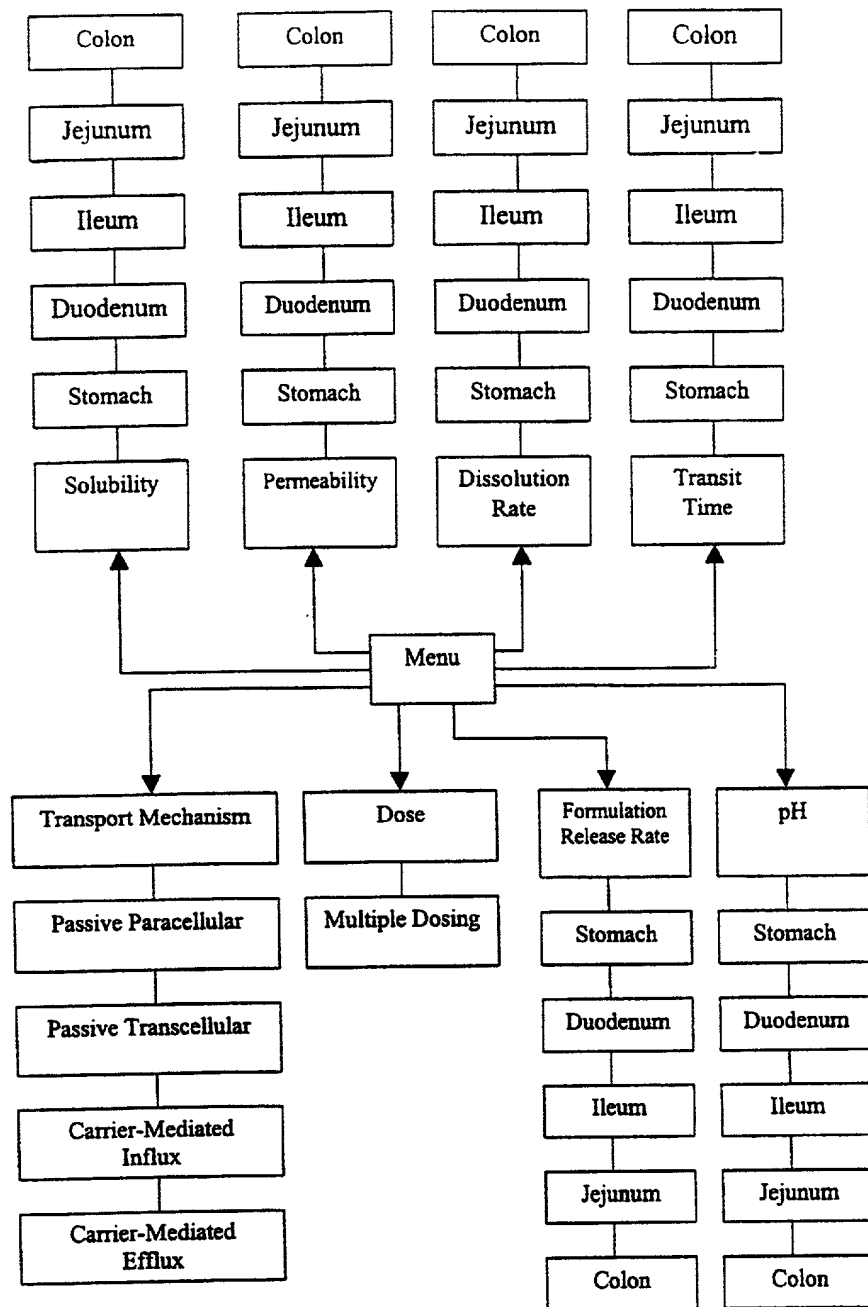 Colon
Colon
Colon
Colon
Jejunum
Jejunum
Jejunum
Jejunum
Ileum
Ileum
Ileum
Ileum
Duodenum
Duodenum
Duodenum
Duodenum
Stomach
Stomach
Stomach
Stomach
Solubility
Permeability
Dissolution
Rate
Transit
Time
Menu
Transport Mechanism
Dose
Formulation
Release Rate
pH
Passive Paracellular
Multiple Dosing
Stomach
Stomach
Passive Transcellular
Duodenum
Duodenum
Carrier-Mediated
Influx
Ileum
Ileum
Carrier-Mediated
Efflux
Jejunum
Jejunum
Colon
Colon